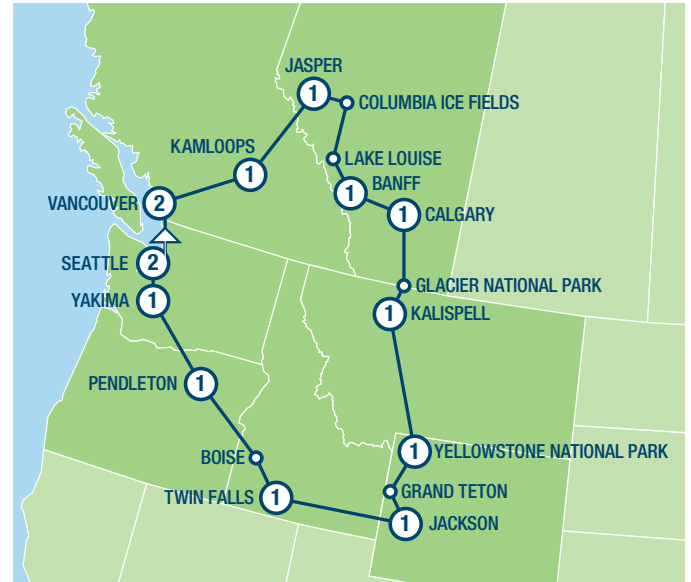 JASPER
1
COLUMBIA ICE FIELDS
KAMLOOPS
1
LAKE LOUISE
BANFF
1
VANCOUVER
2
1
CALGARY
SEATTLE
2
GLACIER NATIONAL PARK
YAKIMA
1
1
KALISPELL
PENDLETON
1
1
YELLOWSTONE NATIONAL PARK
BOISE
GRAND TETON
TWIN FALLS
1
1
JACKSON